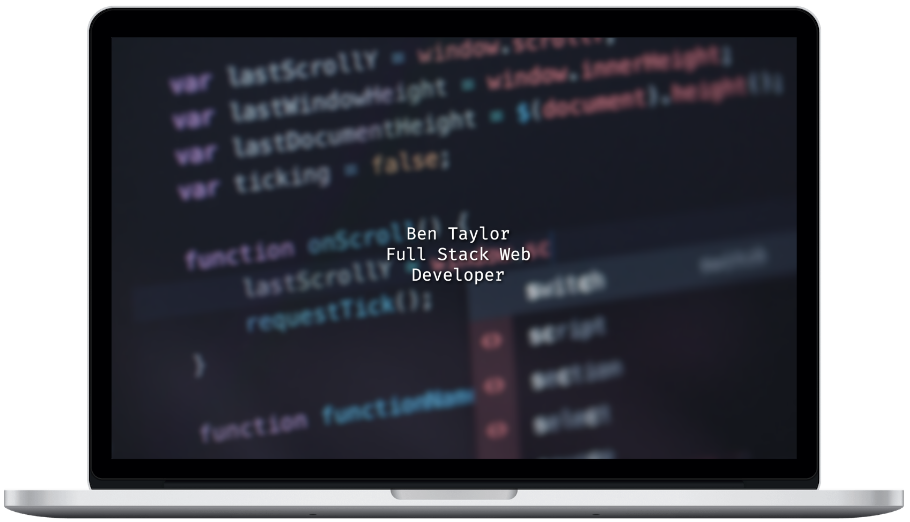 var lastScrollY = window.scrollY;
var lastWindowHeight = window.innerHeight;
var lastDocumentHeight = $(document).height();
var ticking = false;
function onScroll() {
Ben Taylor
Full Stack Web
Developer
lastScrollY =
switch
requestTick();
script
}
section
select
function functionName